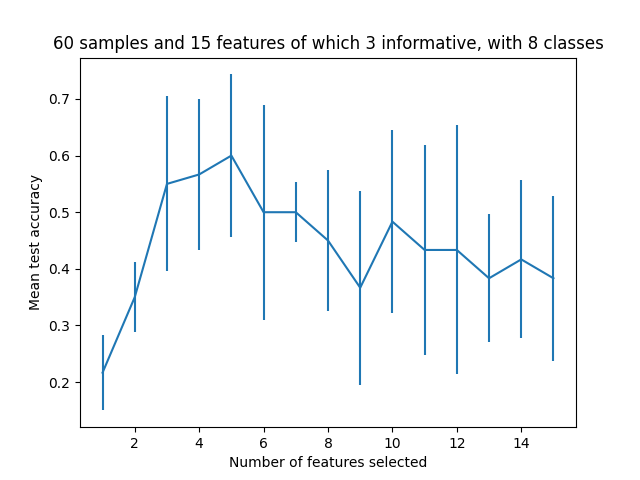 60 samples and 15 features of which 3 informative, with 8 classes
Mean test accuracy
0.7
0.6
0.5
0.4
0.3
0.2
2 4 6 8 10 12 14
Number of features selected